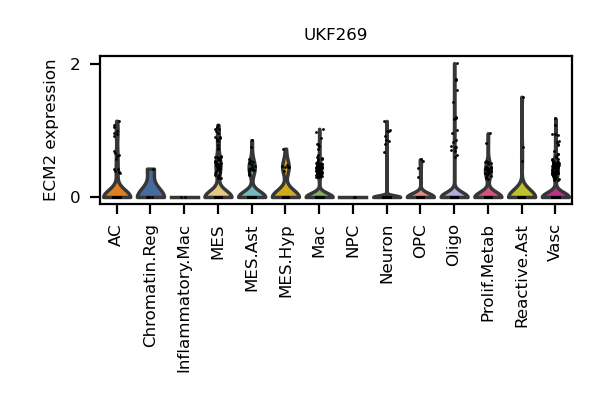 UKF269
ECM2 expression
2
0
AC
Chromatin.Reg
Inflammatory.Mac
MES
MES.Ast
MES.Hyp
Mac
NPC
Neuron
OPC
Oligo
Prolif.Metab
Reactive.Ast
Vasc